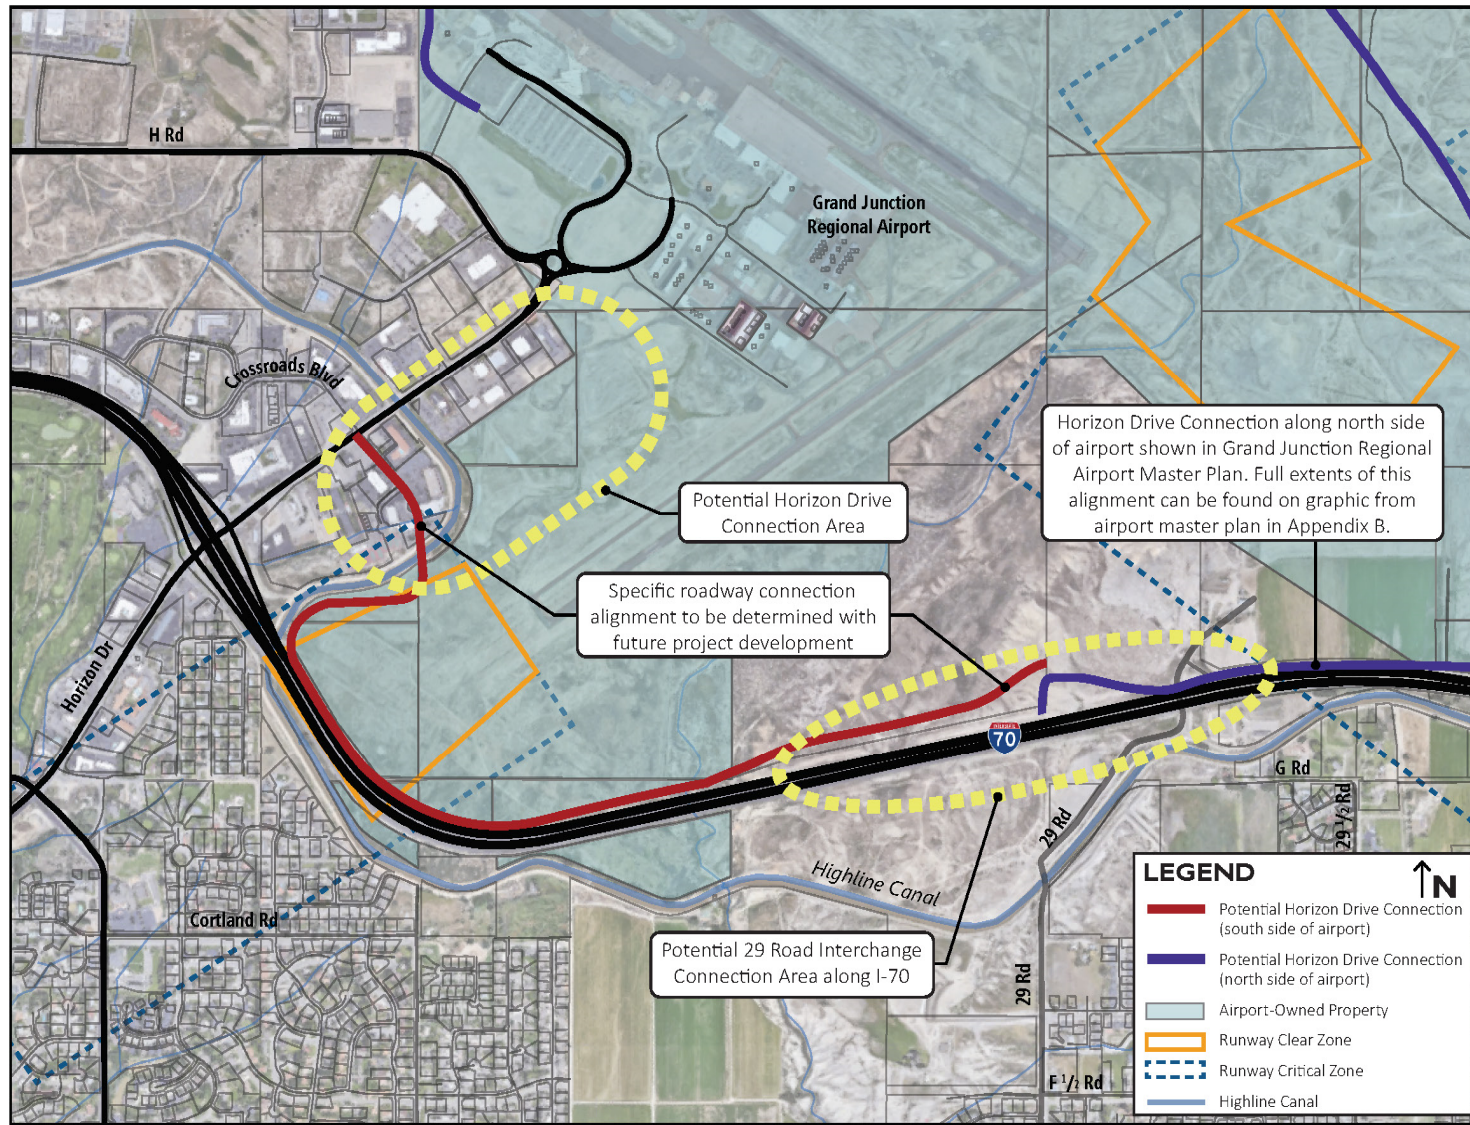 H Rd
Grand Junction
Regional Airport
Crossroads Blvd
Horizon Drive Connection along north side
of airport shown in Grand Junction Regional
Airport Master Plan. Full extents of this
alignment can be found on graphic from
airport master plan in Appendix B.
Potential Horizon Drive
Connection Area
Specific roadway connection
alignment to be determined with
future project development
Horizon Dr
INTERSTATE
70
G Rd
29 Rd
29 1/2 Rd
Highline Canal
Cortland Rd
Potential 29 Road Interchange
Connection Area along I-70
29 Rd
F 1/2 Rd
LEGEND
N
Potential Horizon Drive Connection
(south side of airport)
Potential Horizon Drive Connection
(north side of airport)
Airport-Owned Property
Runway Clear Zone
Runway Critical Zone
Highline Canal